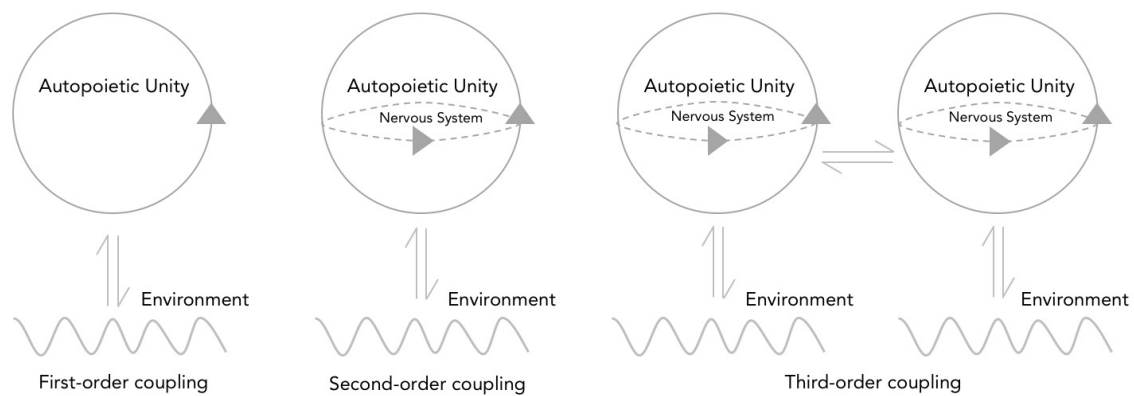 Autopoietic Unity
Environment
First-order coupling
Autopoietic Unity
Nervous System
Environment
Second-order coupling
Autopoietic Unity
Nervous System
Autopoietic Unity
Nervous System
Environment
Environment
Third-order coupling